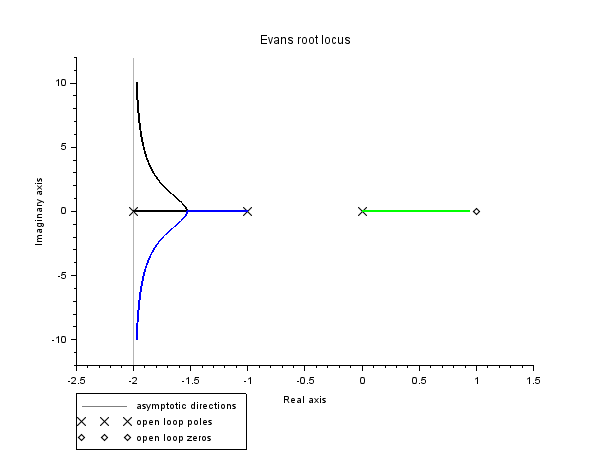 Evans root locus
10
5
0
-5
-10
Imaginary axis
-2.5 -2 -1.5 -1 -0.5 0 0.5 1 1.5
Real axis
asymptotic directions
open loop poles
open loop zeros